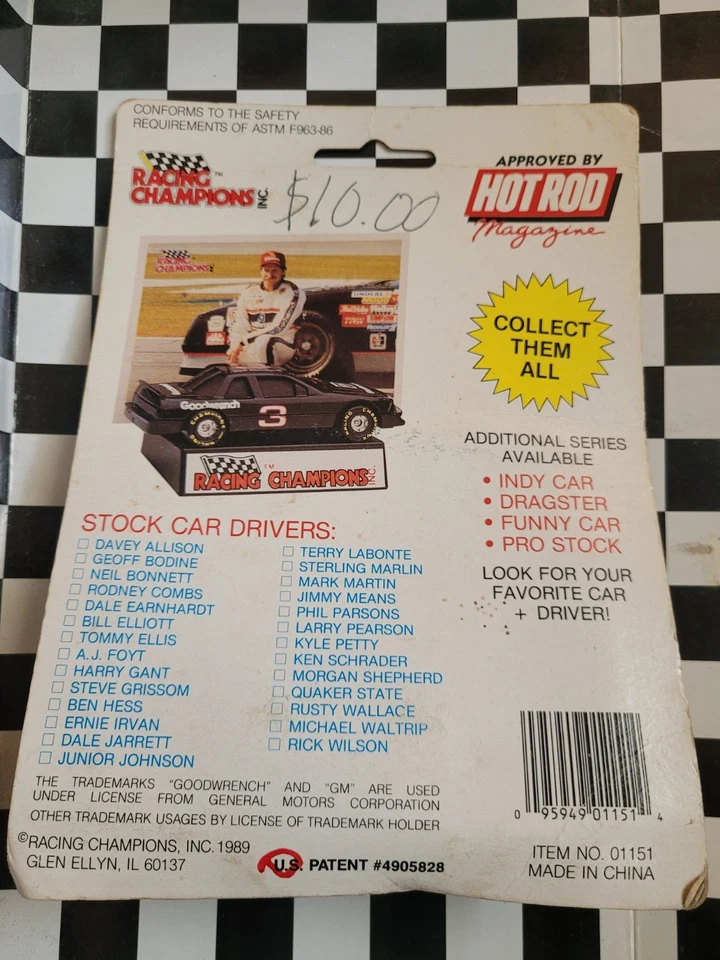 CONFORMS TO THE SAFETY
REQUIREMENTS OF ASTM F963-86
RACING CHAMPIONS INC.™
$10.00
APPROVED BY
HOT ROD
Magazine
RACING
CHAMPIONS
Goodwrench
3
RACING CHAMPIONS INC.™
COLLECT
THEM
ALL
ADDITIONAL SERIES
AVAILABLE
• INDY CAR
• DRAGSTER
• FUNNY CAR
• PRO STOCK
LOOK FOR YOUR
FAVORITE CAR
+ DRIVER!
STOCK CAR DRIVERS:
☐ DAVEY ALLISON
☐ GEOFF BODINE
☐ NEIL BONNETT
☐ RODNEY COMBS
☐ DALE EARNHARDT
☐ BILL ELLIOTT
☐ TOMMY ELLIS
☐ A.J. FOYT
☐ HARRY GANT
☐ STEVE GRISSOM
☐ BEN HESS
☐ ERNIE IRVAN
☐ DALE JARRETT
☐ JUNIOR JOHNSON
☐ TERRY LABONTE
☐ STERLING MARLIN
☐ MARK MARTIN
☐ JIMMY MEANS
☐ PHIL PARSONS
☐ LARRY PEARSON
☐ KYLE PETTY
☐ KEN SCHRADER
☐ MORGAN SHEPHERD
☐ QUAKER STATE
☐ RUSTY WALLACE
☐ MICHAEL WALTRIP
☐ RICK WILSON
THE TRADEMARKS "GOODWRENCH" AND "GM" ARE USED
UNDER LICENSE FROM GENERAL MOTORS CORPORATION
OTHER TRADEMARK USAGES BY LICENSE OF TRADEMARK HOLDER
©RACING CHAMPIONS, INC. 1989
GLEN ELLYN, IL 60137
U.S. PATENT #4905828
0 95949 01151 4
ITEM NO. 01151
MADE IN CHINA